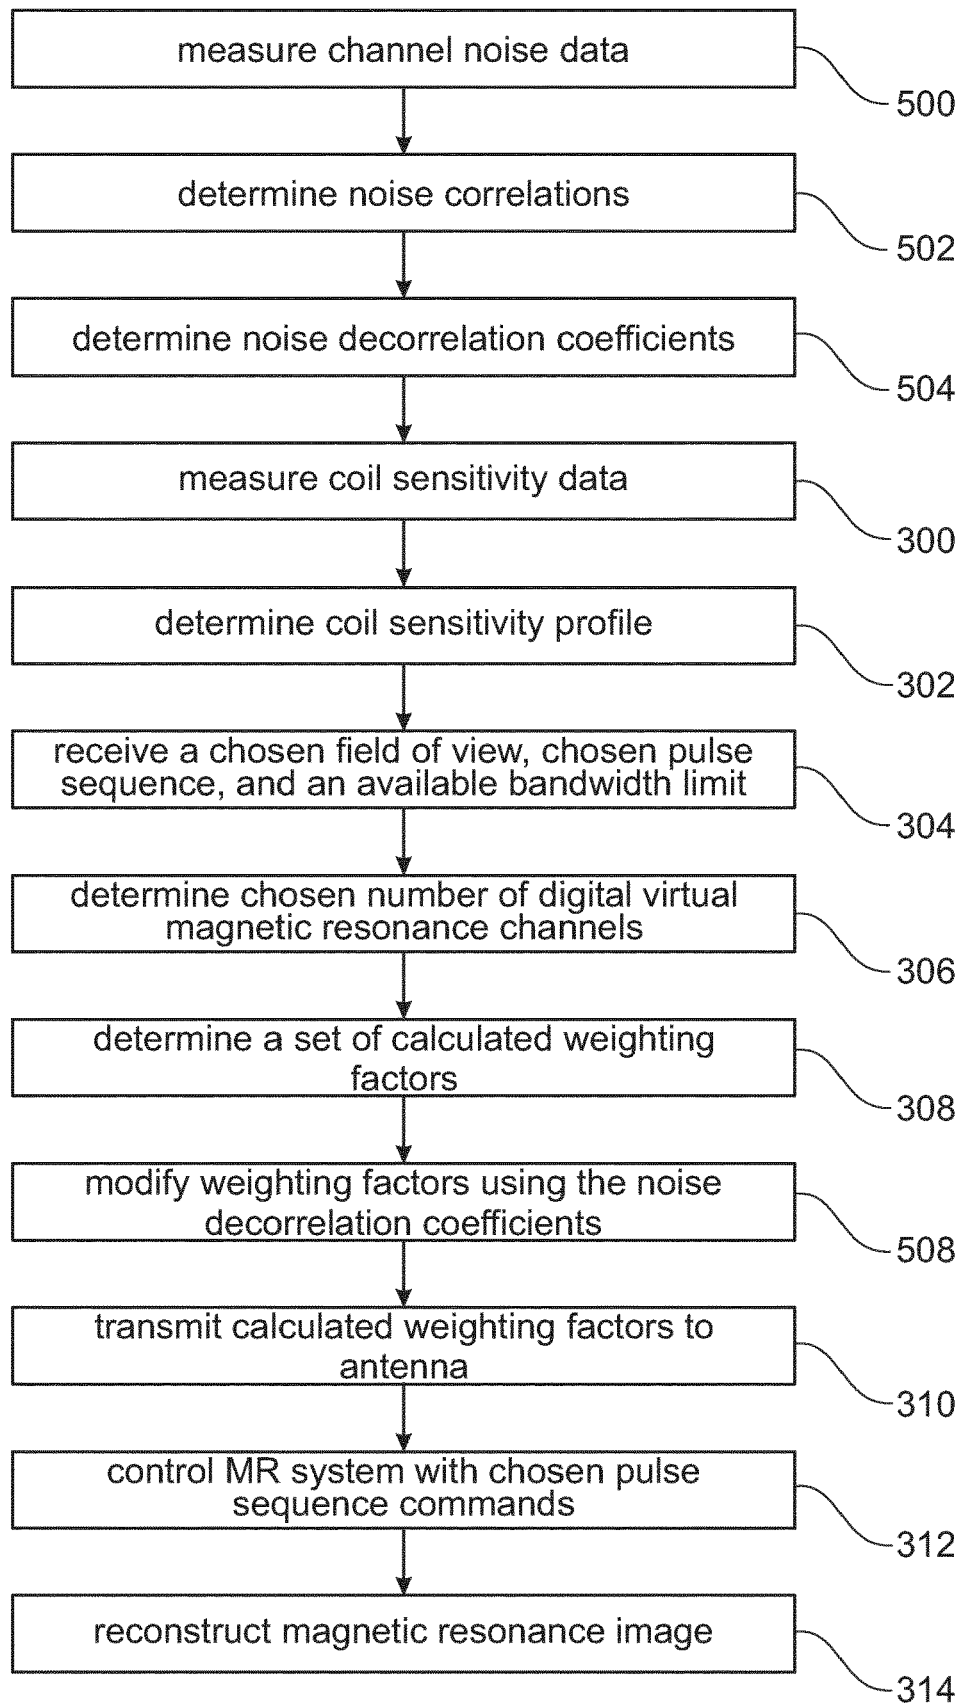 measure channel noise data
500
determine noise correlations
502
determine noise decorrelation coefficients
504
measure coil sensitivity data
300
determine coil sensitivity profile
302
receive a chosen field of view, chosen pulse
sequence, and an available bandwidth limit
304
determine chosen number of digital virtual
magnetic resonance channels
306
determine a set of calculated weighting
factors
308
modify weighting factors using the noise
decorrelation coefficients
508
transmit calculated weighting factors to
antenna
310
control MR system with chosen pulse
sequence commands
312
reconstruct magnetic resonance image
314